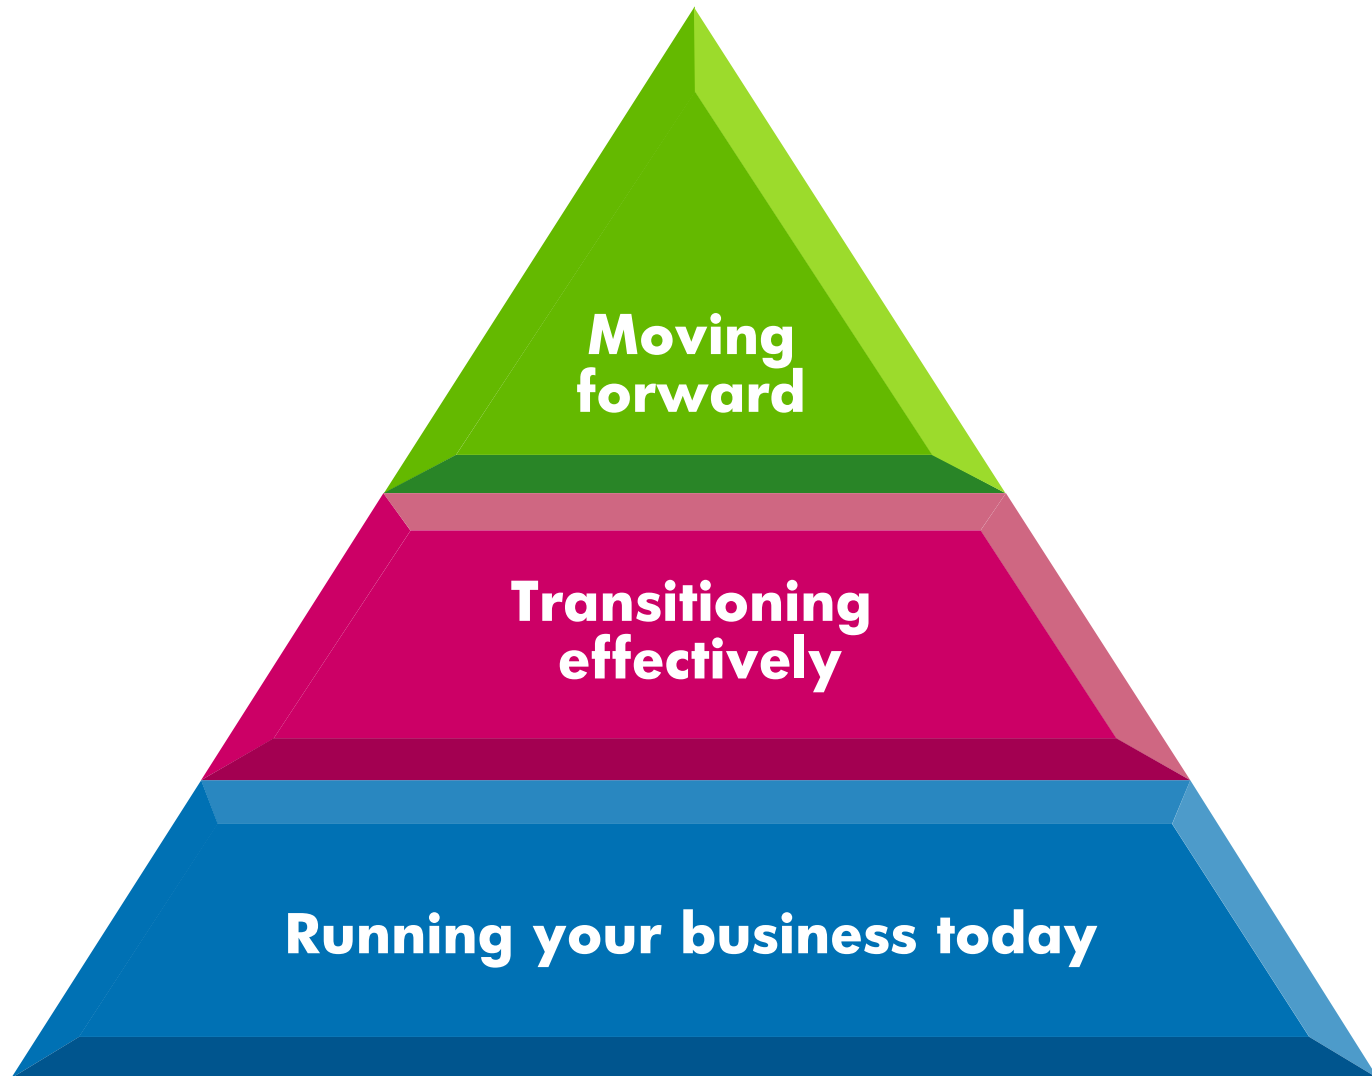 Moving
forward
Transitioning
effectively
Running your business today